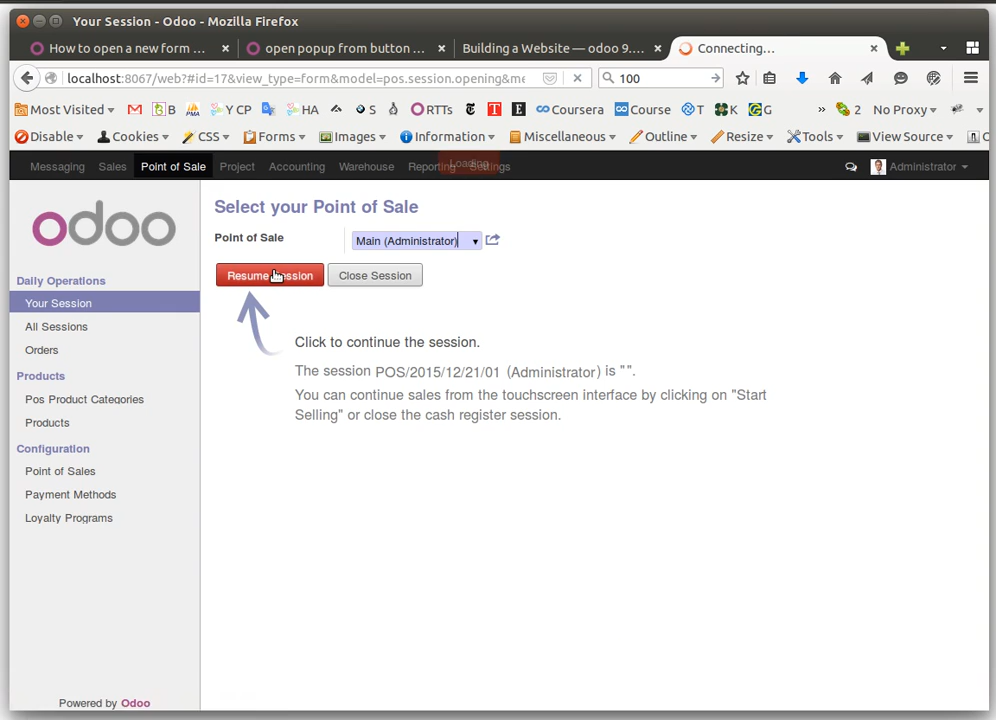 Your Session - Odoo - Mozilla Firefox
How to open a new form ...
open popup from button ...
Building a Website — odoo 9....
Connecting...
localhost:8067/web?#id=17&view_type=form&model=pos.session.opening&me
100
Most Visited
B
PMA
Y CP
HA
S
RTTs
T
E
Coursera
Course
T
K
G
»
2
No Proxy
Disable
Cookies
CSS
Forms
Images
Information
Miscellaneous
Outline
Resize
Tools
View Source
Messaging
Sales
Point of Sale
Project
Accounting
Warehouse
Reporting
Settings
Loading
Administrator
odoo
Select your Point of Sale
Point of Sale
Main (Administrator)
Resume Session
Close Session
Daily Operations
Your Session
All Sessions
Orders
Products
Pos Product Categories
Products
Configuration
Point of Sales
Payment Methods
Loyalty Programs
Click to continue the session.
The session POS/2015/12/21/01 (Administrator) is "".
You can continue sales from the touchscreen interface by clicking on "Start
Selling" or close the cash register session.
Powered by Odoo